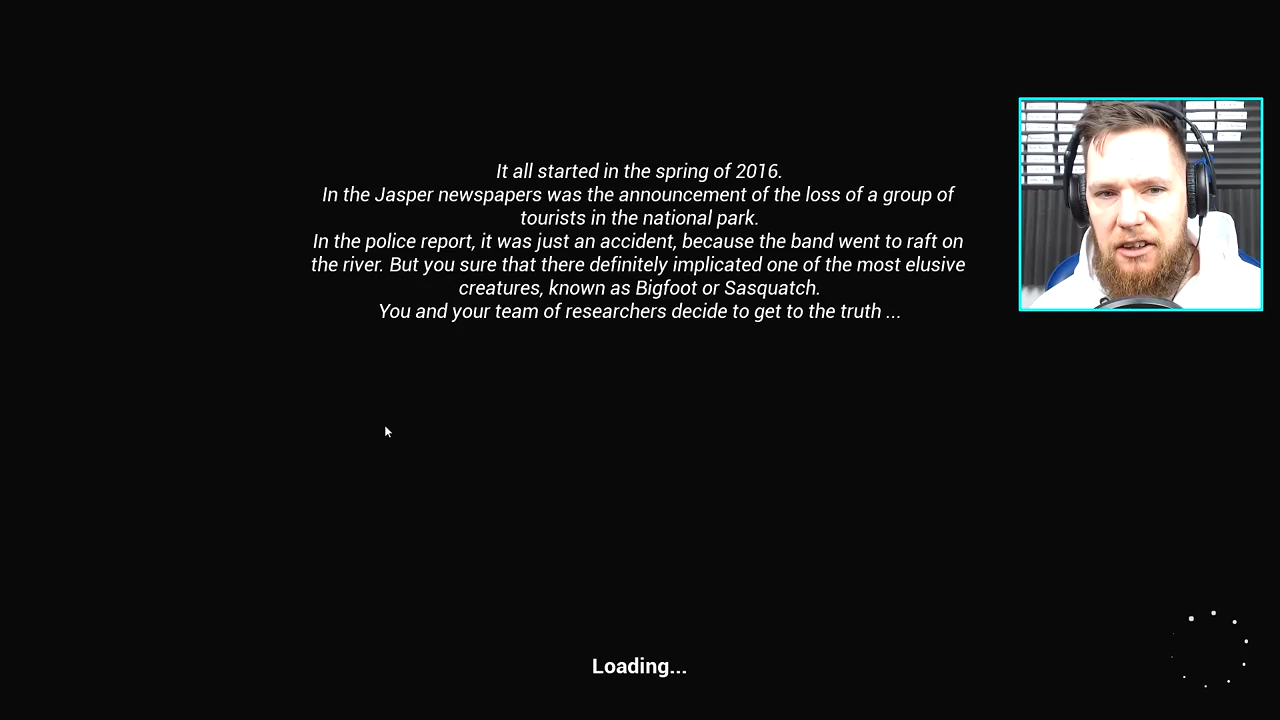 It all started in the spring of 2016.
In the Jasper newspapers was the announcement of the loss of a group of
tourists in the national park.
In the police report, it was just an accident, because the band went to raft on
the river. But you sure that there definitely implicated one of the most elusive
creatures, known as Bigfoot or Sasquatch.
You and your team of researchers decide to get to the truth ...
Loading...